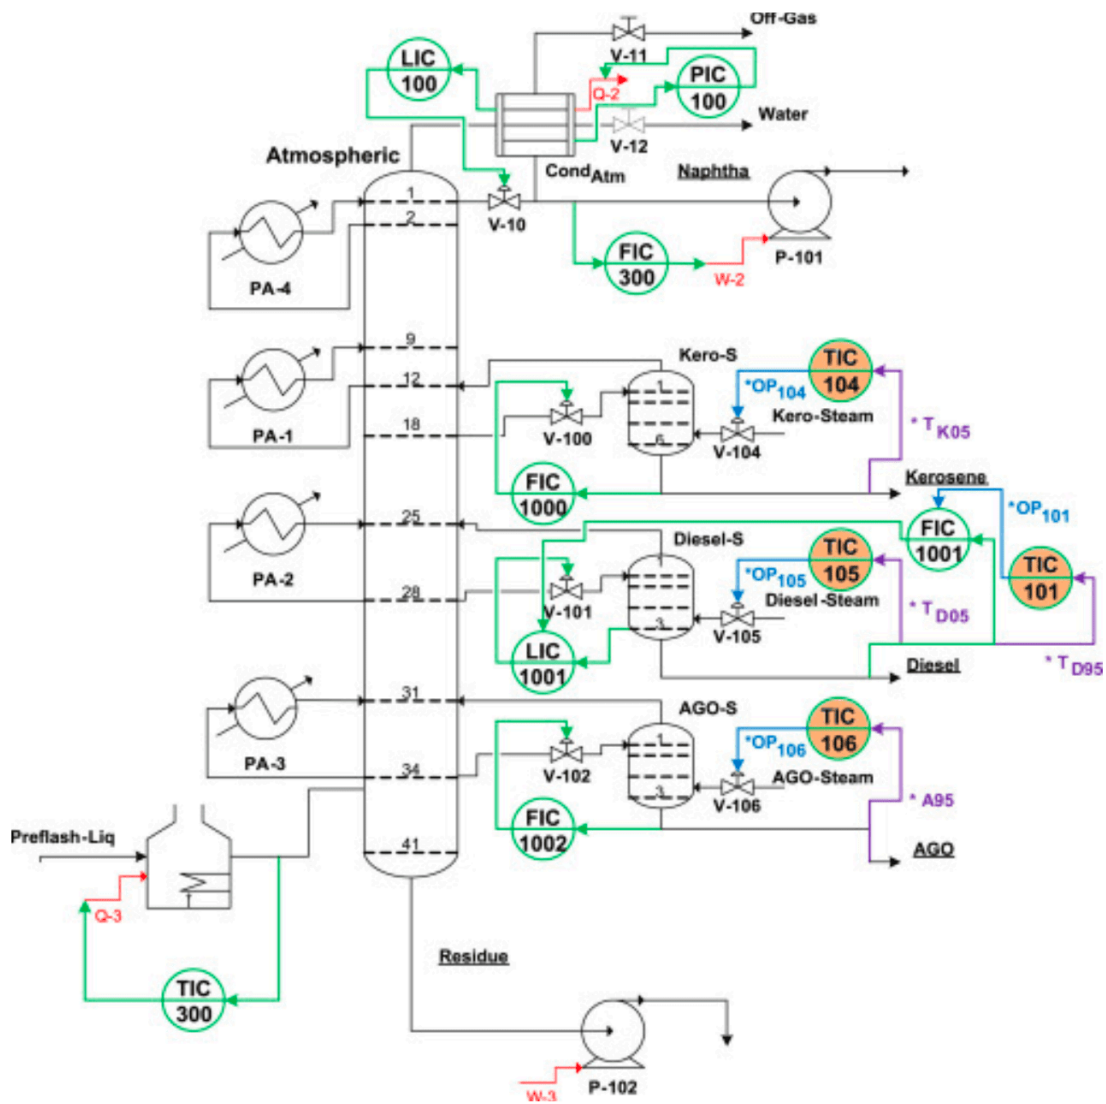 Off-Gas
LIC
100
V-11
PIC
100
Q-2
Water
V-12
Atmospheric
CondAtm
Naphtha
1
2
V-10
FIC
300
W-2
P-101
PA-4
9
12
18
PA-1
Kero-S
1
6
V-100
*OP104
TIC
104
Kero-Steam
V-104
* TK05
FIC
1000
Kerosene
*OP101
FIC
1001
TIC
101
25
28
PA-2
Diesel-S
1
3
V-101
*OP105
TIC
105
Diesel-Steam
V-105
* TD05
LIC
1001
Diesel
* TD95
31
34
PA-3
AGO-S
1
3
V-102
*OP106
TIC
106
AGO-Steam
V-106
* A95
FIC
1002
AGO
Preflash-Liq
41
Q-3
TIC
300
Residue
P-102
W-3